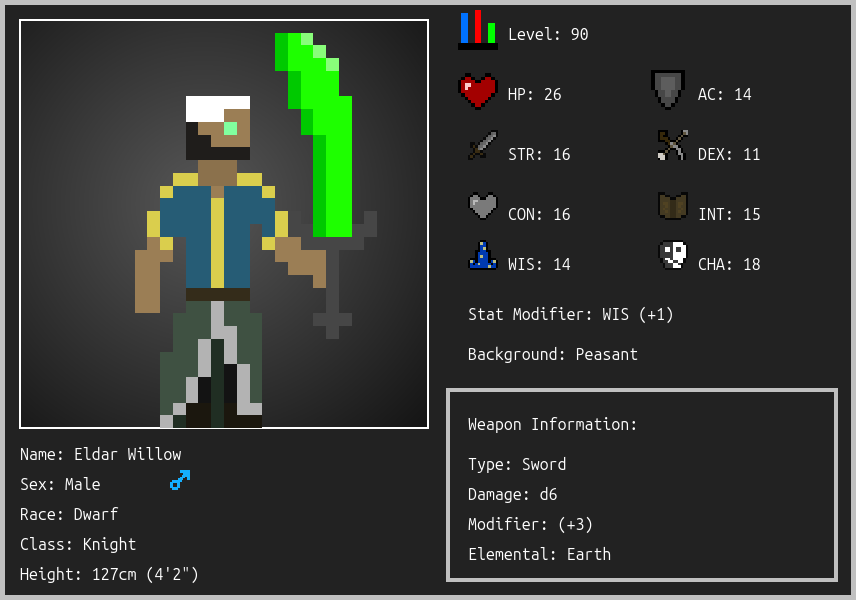 Level: 90
HP: 26
AC: 14
STR: 16
DEX: 11
CON: 16
INT: 15
WIS: 14
CHA: 18
Stat Modifier: WIS (+1)
Background: Peasant
Weapon Information:
Type: Sword
Damage: d6
Modifier: (+3)
Elemental: Earth
Name: Eldar Willow
Sex: Male
Race: Dwarf
Class: Knight
Height: 127cm (4'2")